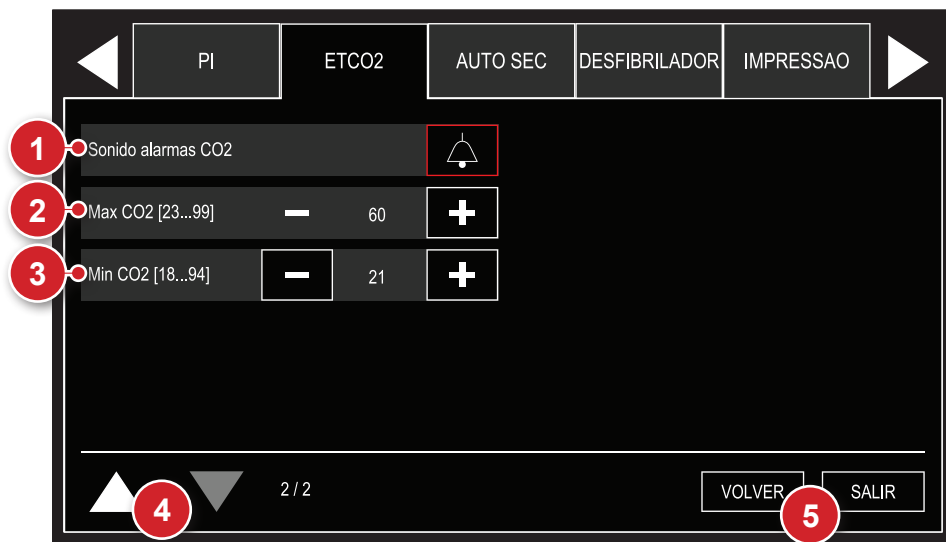 PI ETCO2 AUTO SEC DESFIBRILADOR IMPRESSAO
1 Sonido alarmas CO2
2 Max CO2 [23...99] − 60 +
3 Min CO2 [18...94] − 21 +
4 2 / 2 VOLVER 5 SALIR